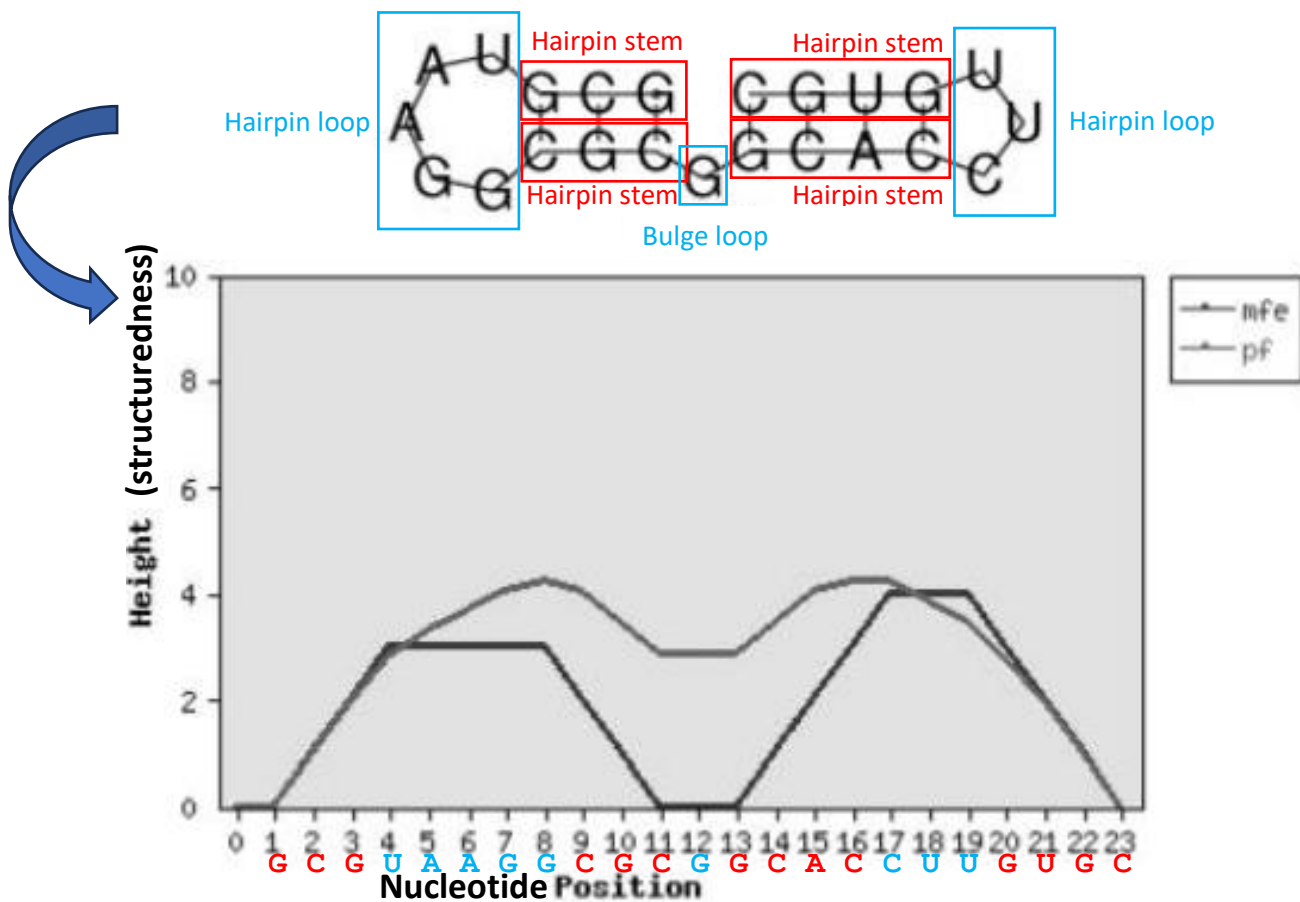 Hairpin stem Hairpin stem
U U
A
G C G C G U G
Hairpin loop A U Hairpin loop
C G C G C A C
G G G C
Hairpin stem Hairpin stem
Bulge loop
Height (structuredness)
10
8
6
4
2
0
mfe
pf
0 1 2 3 4 5 6 7 8 9 10 11 12 13 14 15 16 17 18 19 20 21 22 23
G C G U A A G G C G C G G C A C C U U G U G C
Nucleotide Position